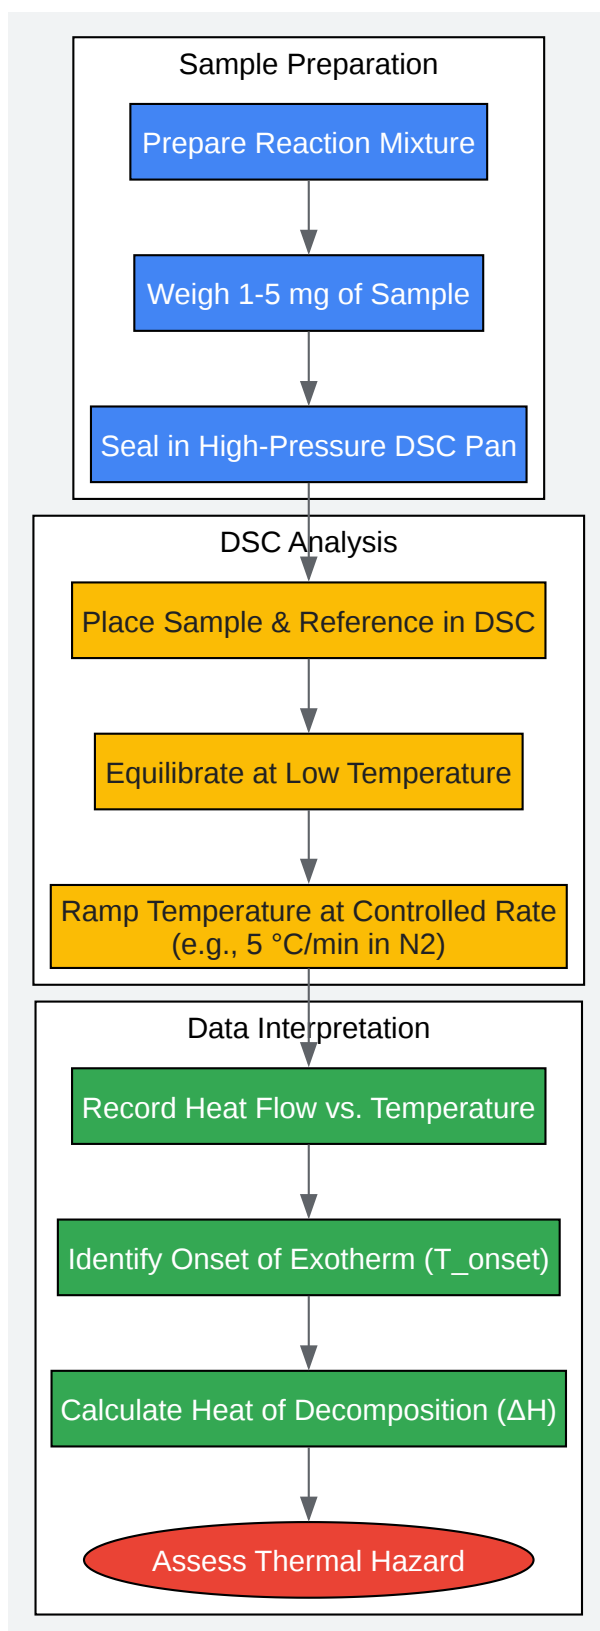 Sample Preparation
Prepare Reaction Mixture
Weigh 1-5 mg of Sample
Seal in High-Pressure DSC Pan
DSC Analysis
Place Sample & Reference in DSC
Equilibrate at Low Temperature
Ramp Temperature at Controlled Rate
(e.g., 5 °C/min in N2)
Data Interpretation
Record Heat Flow vs. Temperature
Identify Onset of Exotherm (T_onset)
Calculate Heat of Decomposition (ΔH)
Assess Thermal Hazard